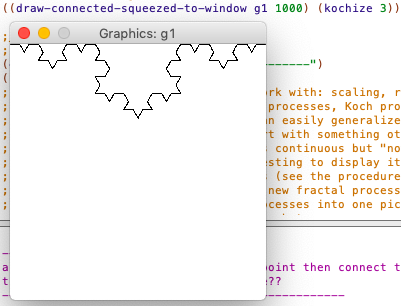 ((draw-connected-squeezed-to-window g1 1000) (kochize 3))
;
Graphics: g1
;
( --------")
(
; rk with: scaling, r
; processes, Koch pro
; an easily generalize
; rt with something ot
; s continuous but "no
; esting to display it
; s (see the procedure
; new fractal process
; cesses into one pic
--
a point then connect t
t e??
------------------